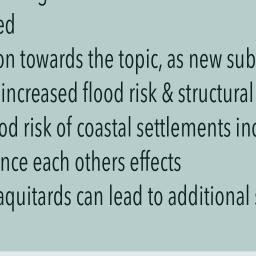 ed
on towards the topic, as new sub
increased flood risk & structural
od risk of coastal settlements inc
nce each others effects
aquitards can lead to additional s